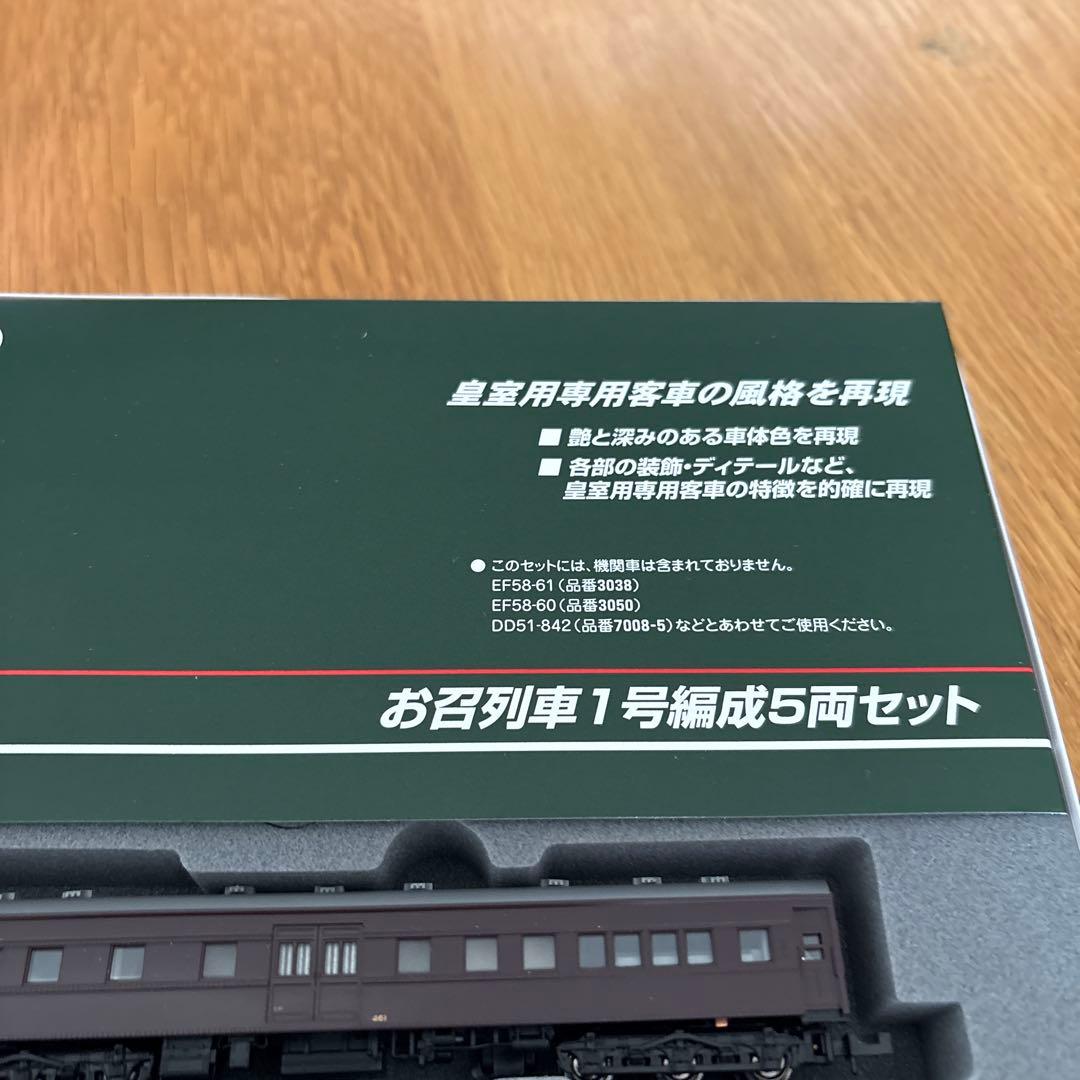 皇室用専用客車の風格を再現
■ 艶と深みのある車体色を再現
■ 各部の装飾・ディテールなど、
皇室用専用客車の特徴を的確に再現
● このセットには、機関車は含まれておりません。
EF58-61（品番3038）
EF58-60（品番3050）
DD51-842（品番7008-5）などとあわせてご使用ください。
お召列車1号編成5両セット
461